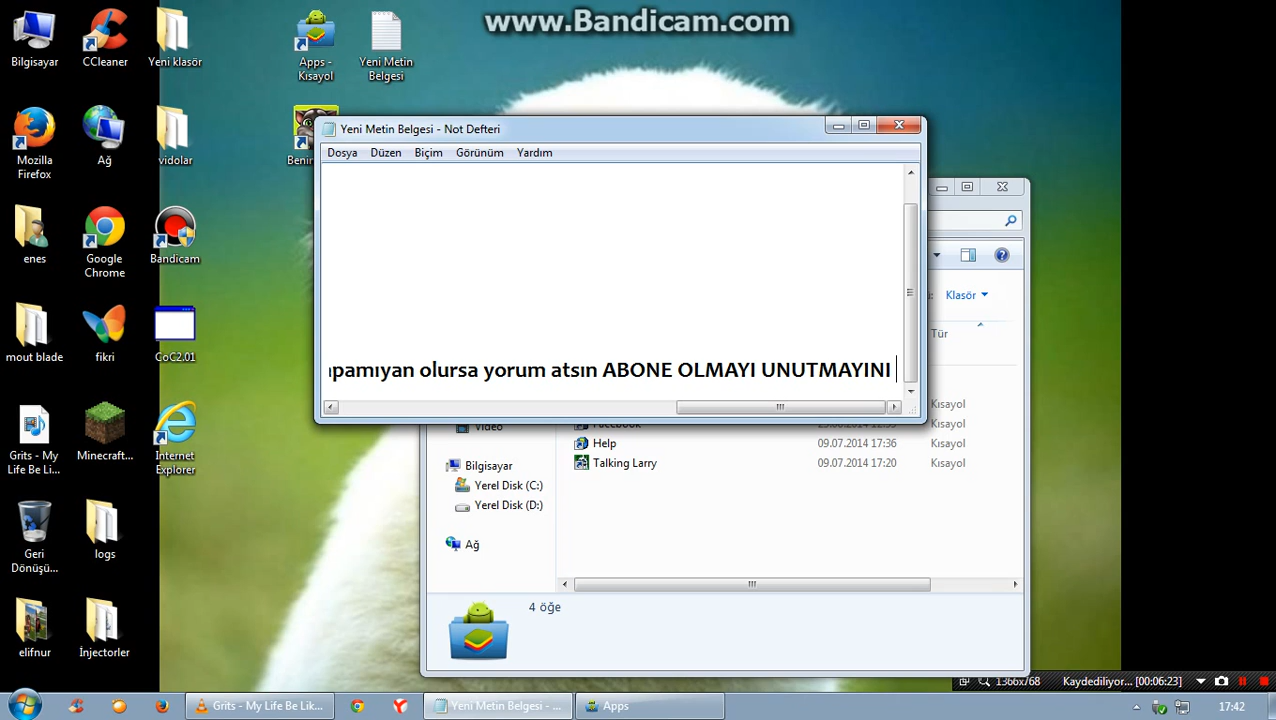 www.Bandicam.com
Bilgisayar
CCleaner
Yeni klasör
Apps -
Kısayol
Yeni Metin
Belgesi
Mozilla
Firefox
Ağ
vidolar
enes
Google
Chrome
Bandicam
mout blade
fikri
CoC2.01
Grits - My
Life Be Li...
Minecraft...
Internet
Explorer
Geri
Dönüşü...
logs
elifnur
İnjectorler
Yeni Metin Belgesi - Not Defteri
Dosya Düzen Biçim Görünüm Yardım
apamıyan olursa yorum atsın ABONE OLMAYI UNUTMAYINI
Klasör
Tür
Kısayol
Facebook Kısayol
Help 09.07.2014 17:36 Kısayol
Talking Larry 09.07.2014 17:20 Kısayol
Video
Bilgisayar
Yerel Disk (C:)
Yerel Disk (D:)
Ağ
4 öğe
1366x768 Kaydediliyor... [00:06:23]
Grits - My Life Be Lik...
Yeni Metin Belgesi - ...
Apps
17:42